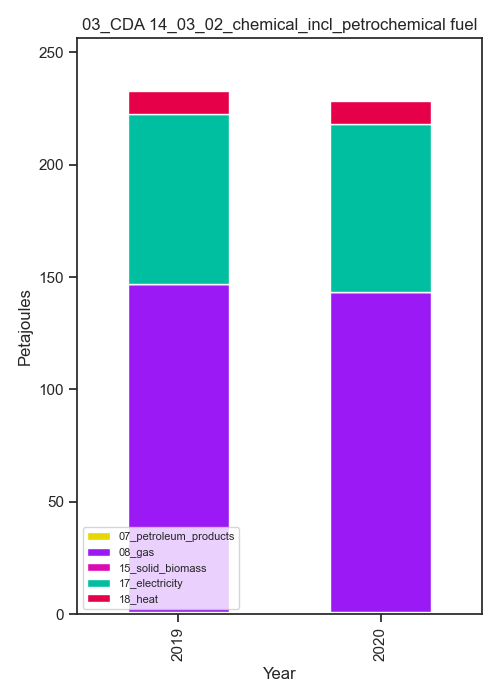 03_CDA 14_03_02_chemical_incl_petrochemical fuel
250
200
150
100
50
0
Petajoules
07_petroleum_products
08_gas
15_solid_biomass
17_electricity
18_heat
2019
2020
Year